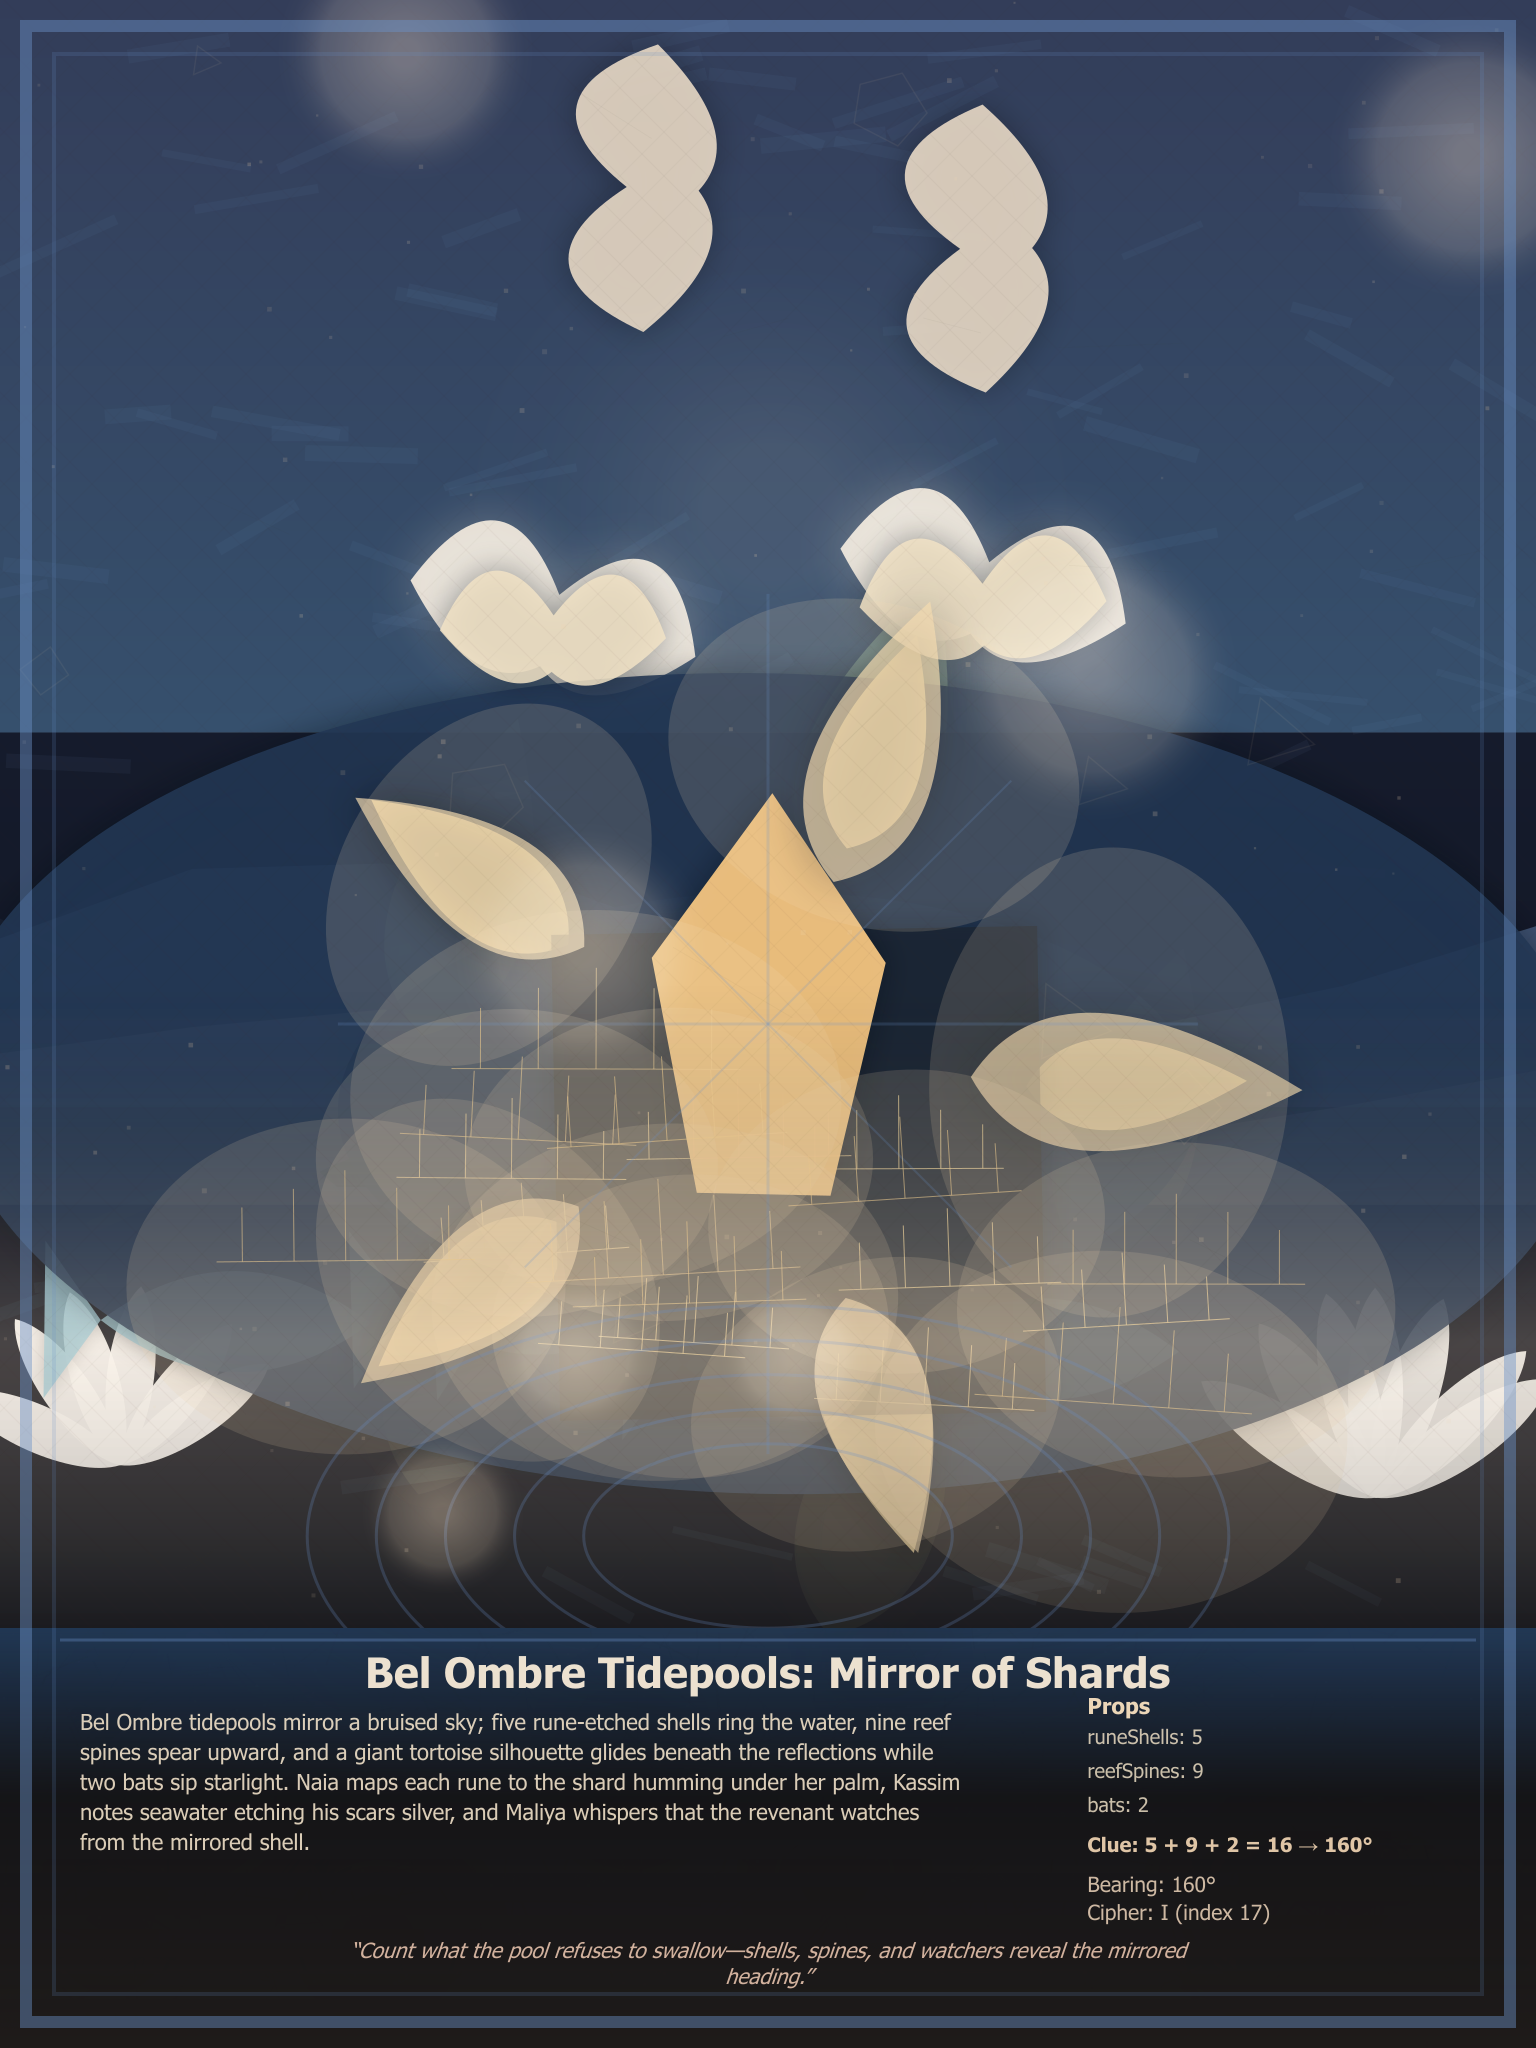 Bel Ombre Tidepools: Mirror of Shards
Bel Ombre tidepools mirror a bruised sky; five rune-etched shells ring the water, nine reef
spines spear upward, and a giant tortoise silhouette glides beneath the reflections while
two bats sip starlight. Naia maps each rune to the shard humming under her palm, Kassim
notes seawater etching his scars silver, and Maliya whispers that the revenant watches
from the mirrored shell.
Props
runeShells: 5
reefSpines: 9
bats: 2
Clue: 5 + 9 + 2 = 16 → 160°
Bearing: 160°
Cipher: I (index 17)
“Count what the pool refuses to swallow—shells, spines, and watchers reveal the mirrored
heading.”